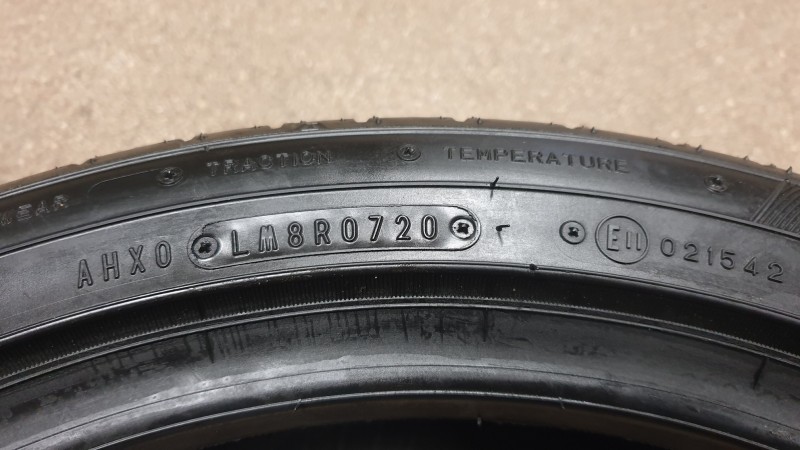 TRACTION TEMPERATURE
AHX0 LM8R0720 E11 021542